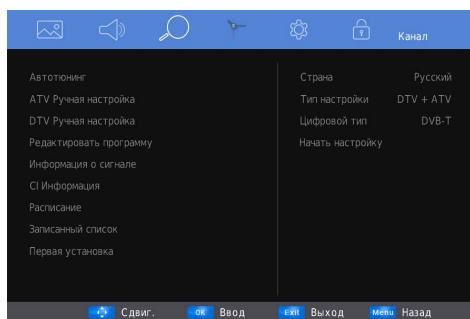 Канал
Автотюнинг
ATV Ручная настройка
DTV Ручная настройка
Редактировать программу
Информация о сигнале
CI Информация
Расписание
Записанный список
Первая установка
Страна Русский
Тип настройки DTV + ATV
Цифровой тип DVB-T
Начать настройку
Сдвиг. OK Ввод Exit Выход Menu Назад